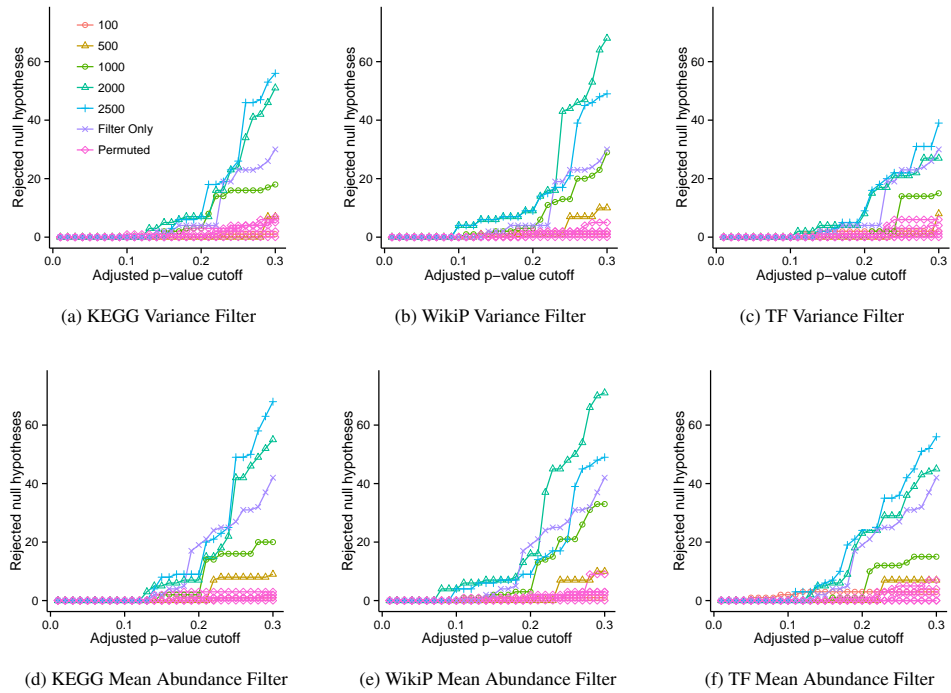 100
500
1000
2000
2500
Filter Only
Permuted
Rejected null hypotheses
60
40
20
0
0.0 0.1 0.2 0.3
Adjusted p−value cutoff
(a) KEGG Variance Filter
Rejected null hypotheses
60
40
20
0
0.0 0.1 0.2 0.3
Adjusted p−value cutoff
(b) WikiP Variance Filter
Rejected null hypotheses
60
40
20
0
0.0 0.1 0.2 0.3
Adjusted p−value cutoff
(c) TF Variance Filter
Rejected null hypotheses
60
40
20
0
0.0 0.1 0.2 0.3
Adjusted p−value cutoff
(d) KEGG Mean Abundance Filter
Rejected null hypotheses
60
40
20
0
0.0 0.1 0.2 0.3
Adjusted p−value cutoff
(e) WikiP Mean Abundance Filter
Rejected null hypotheses
60
40
20
0
0.0 0.1 0.2 0.3
Adjusted p−value cutoff
(f) TF Mean Abundance Filter